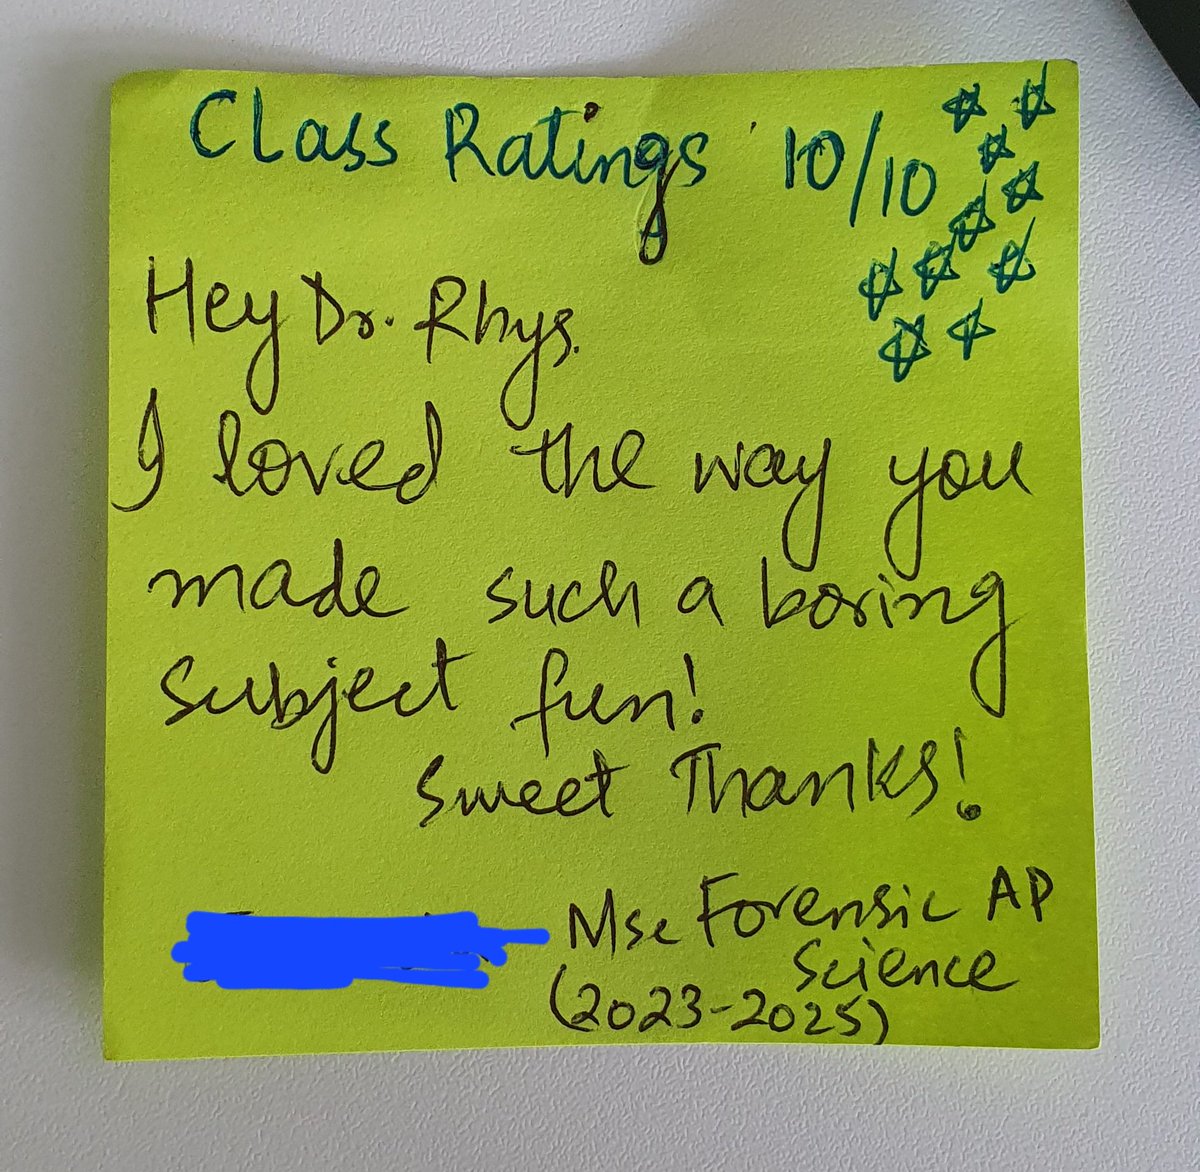 Class Ratings 10/10
Hey Dr. Rhys.
I loved the way you
made such a boring
subject fun!
Sweet Thanks!
Msc Forensic AP
Science
(2023-2025)